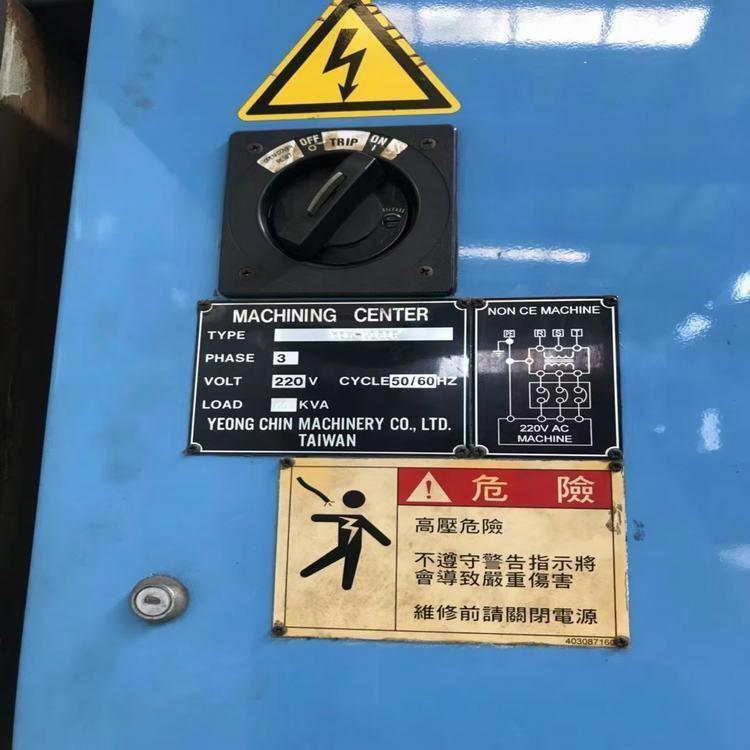 OFF TRIP ON
O I
RELEASE
MACHINING CENTER
TYPE
PHASE 3
VOLT 220 V CYCLE 50/60 HZ
LOAD KVA
YEONG CHIN MACHINERY CO., LTD.
TAIWAN
NON CE MACHINE
PE R S T
220V AC
MACHINE
危險
高壓危險
不遵守警告指示將
會導致嚴重傷害
維修前請關閉電源
403087160